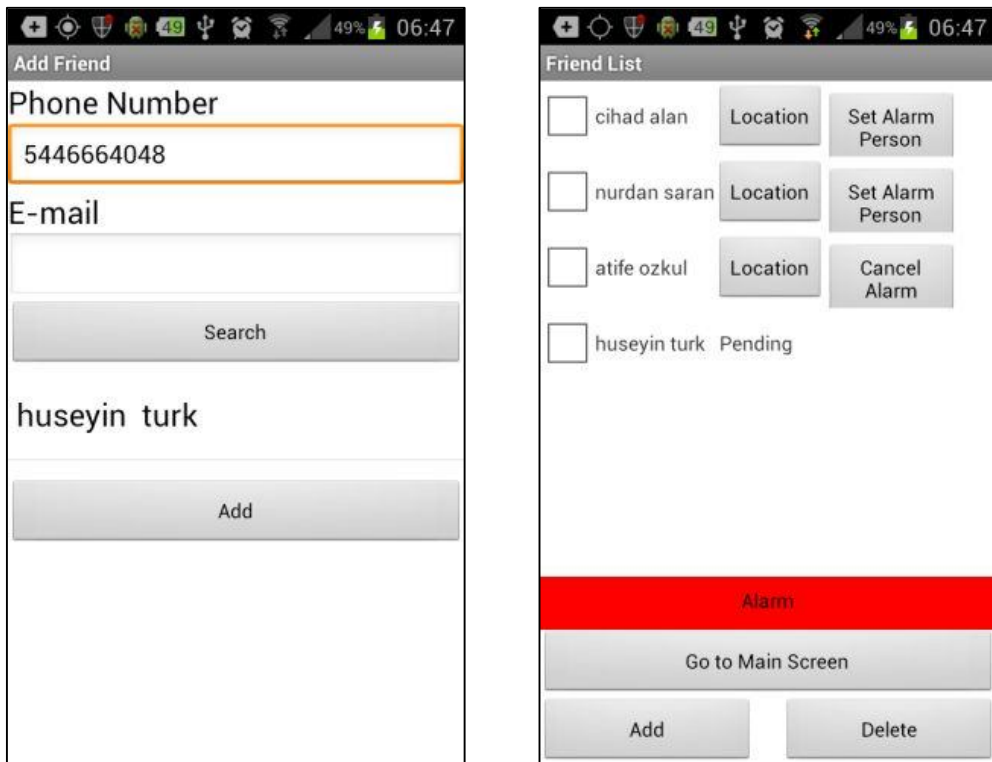 49 49% 06:47
Add Friend
Phone Number
5446664048
E-mail
Search
huseyin turk
Add
49 49% 06:47
Friend List
cihad alan Location Set Alarm
Person
nurdan saran Location Set Alarm
Person
atife ozkul Location Cancel
Alarm
huseyin turk Pending
Alarm
Go to Main Screen
Add Delete